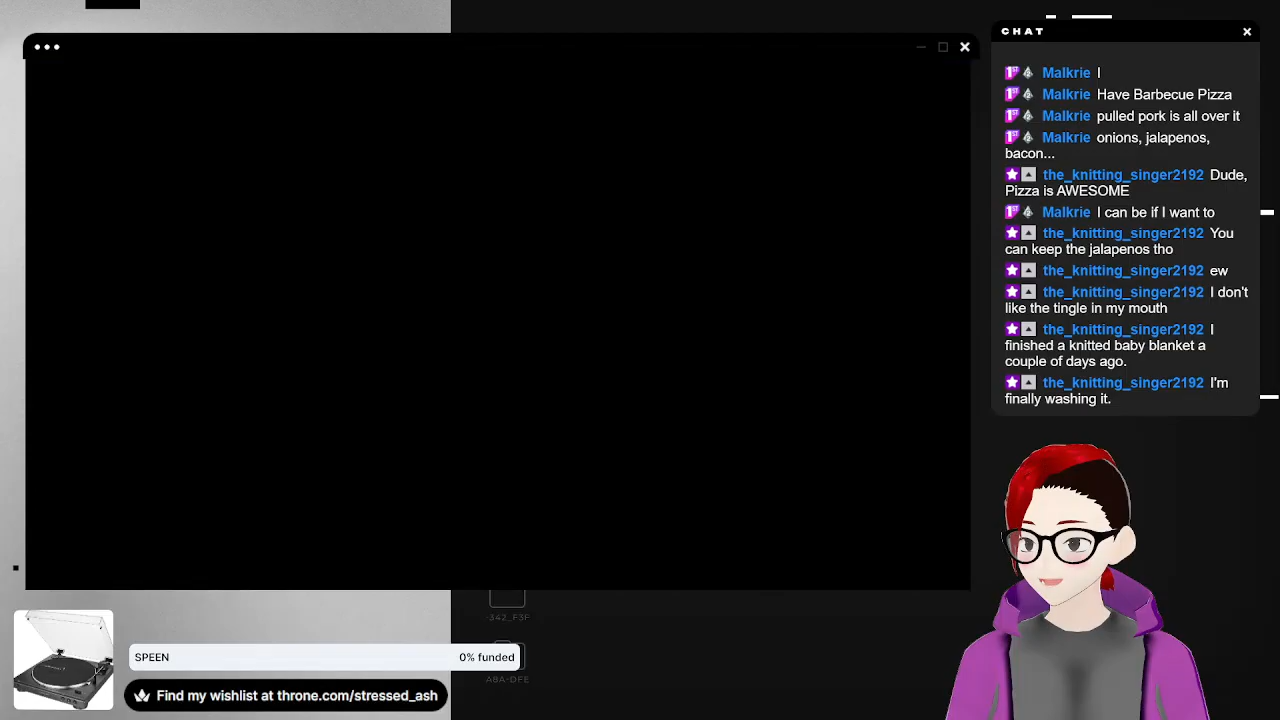 CHAT
Malkrie I
Malkrie Have Barbecue Pizza
Malkrie pulled pork is all over it
Malkrie onions, jalapenos,
bacon...
the_knitting_singer2192 Dude,
Pizza is AWESOME
Malkrie I can be if I want to
the_knitting_singer2192 You
can keep the jalapenos tho
the_knitting_singer2192 ew
the_knitting_singer2192 I don't
like the tingle in my mouth
the_knitting_singer2192 I
finished a knitted baby blanket a
couple of days ago.
the_knitting_singer2192 I'm
finally washing it.
-342_F3F
SPEEN 0% funded
A8A-DFE
Find my wishlist at throne.com/stressed_ash